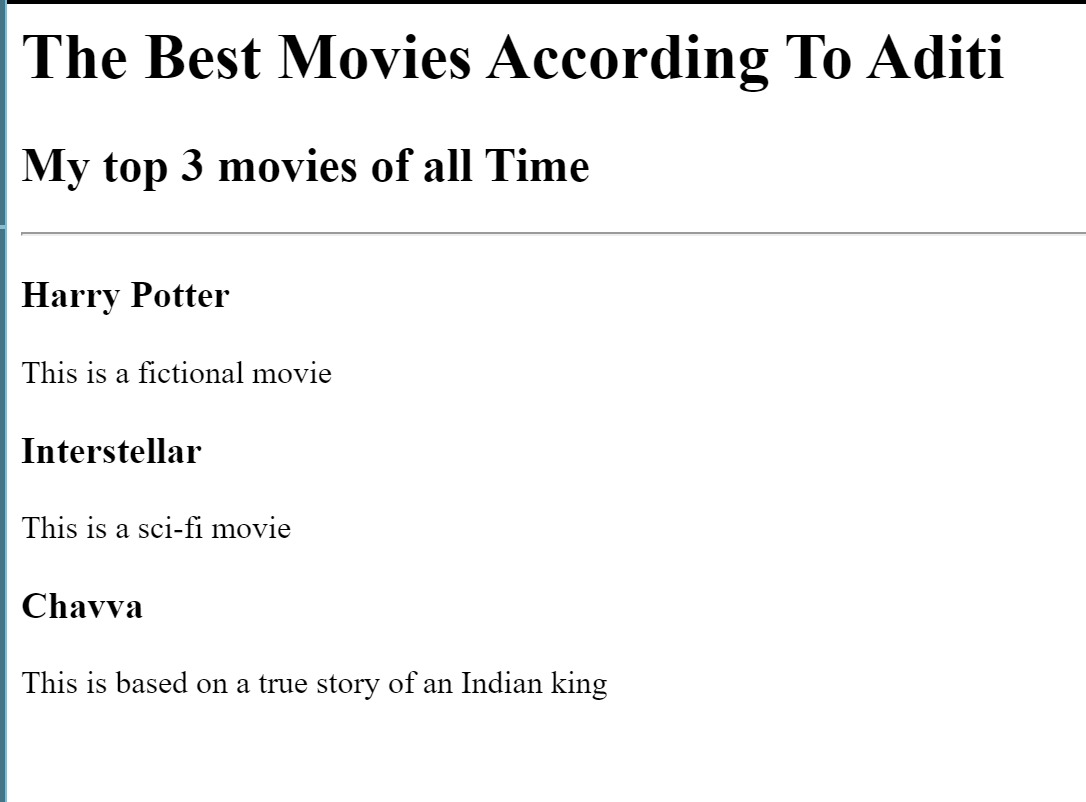 The Best Movies According To Aditi
My top 3 movies of all Time
Harry Potter
This is a fictional movie
Interstellar
This is a sci-fi movie
Chavva
This is based on a true story of an Indian king